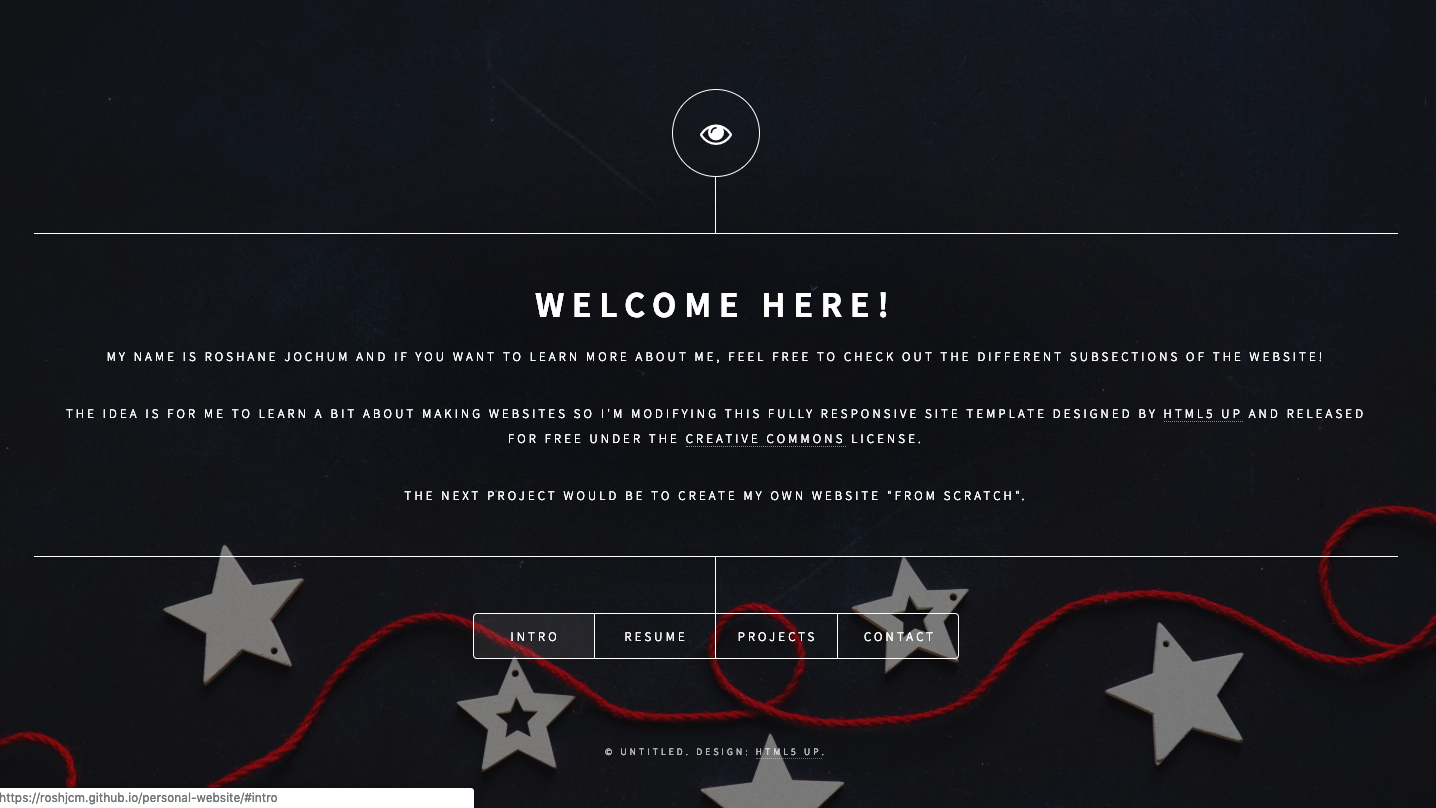 WELCOME HERE!
MY NAME IS ROSHANE JOCHUM AND IF YOU WANT TO LEARN MORE ABOUT ME, FEEL FREE TO CHECK OUT THE DIFFERENT SUBSECTIONS OF THE WEBSITE!
THE IDEA IS FOR ME TO LEARN A BIT ABOUT MAKING WEBSITES SO I'M MODIFYING THIS FULLY RESPONSIVE SITE TEMPLATE DESIGNED BY HTML5 UP AND RELEASED
FOR FREE UNDER THE CREATIVE COMMONS LICENSE.
THE NEXT PROJECT WOULD BE TO CREATE MY OWN WEBSITE "FROM SCRATCH".
INTRO RESUME PROJECTS CONTACT
© UNTITLED. DESIGN: HTML5 UP.
https://roshjcm.github.io/personal-website/#intro